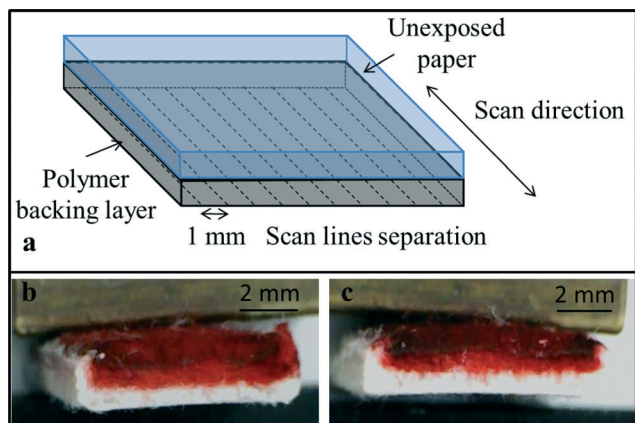 Unexposed
paper
Scan direction
Polymer
backing layer
1 mm Scan lines separation
a
b
2 mm
c
2 mm